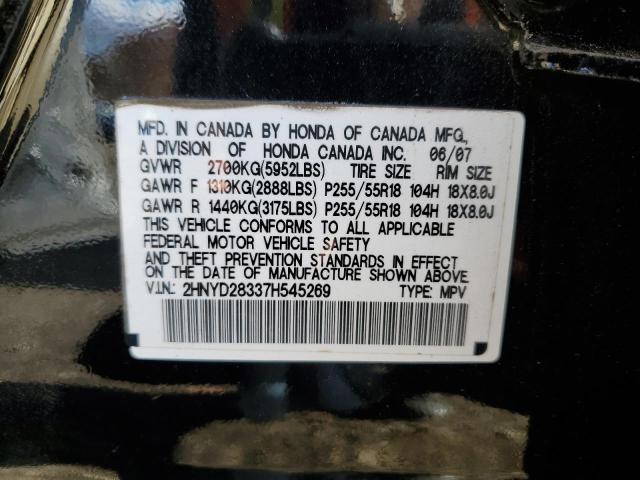 MFD. IN CANADA BY HONDA OF CANADA MFG.,
A DIVISION OF HONDA CANADA INC. 06/07
GVWR 2700KG(5952LBS) TIRE SIZE RIM SIZE
GAWR F 1310KG(2888LBS) P255/55R18 104H 18X8.0J
GAWR R 1440KG(3175LBS) P255/55R18 104H 18X8.0J
THIS VEHICLE CONFORMS TO ALL APPLICABLE
FEDERAL MOTOR VEHICLE SAFETY
AND THEFT PREVENTION STANDARDS IN EFFECT
ON THE DATE OF MANUFACTURE SHOWN ABOVE.
V.I.N.: 2HNYD28337H545269 TYPE: MPV